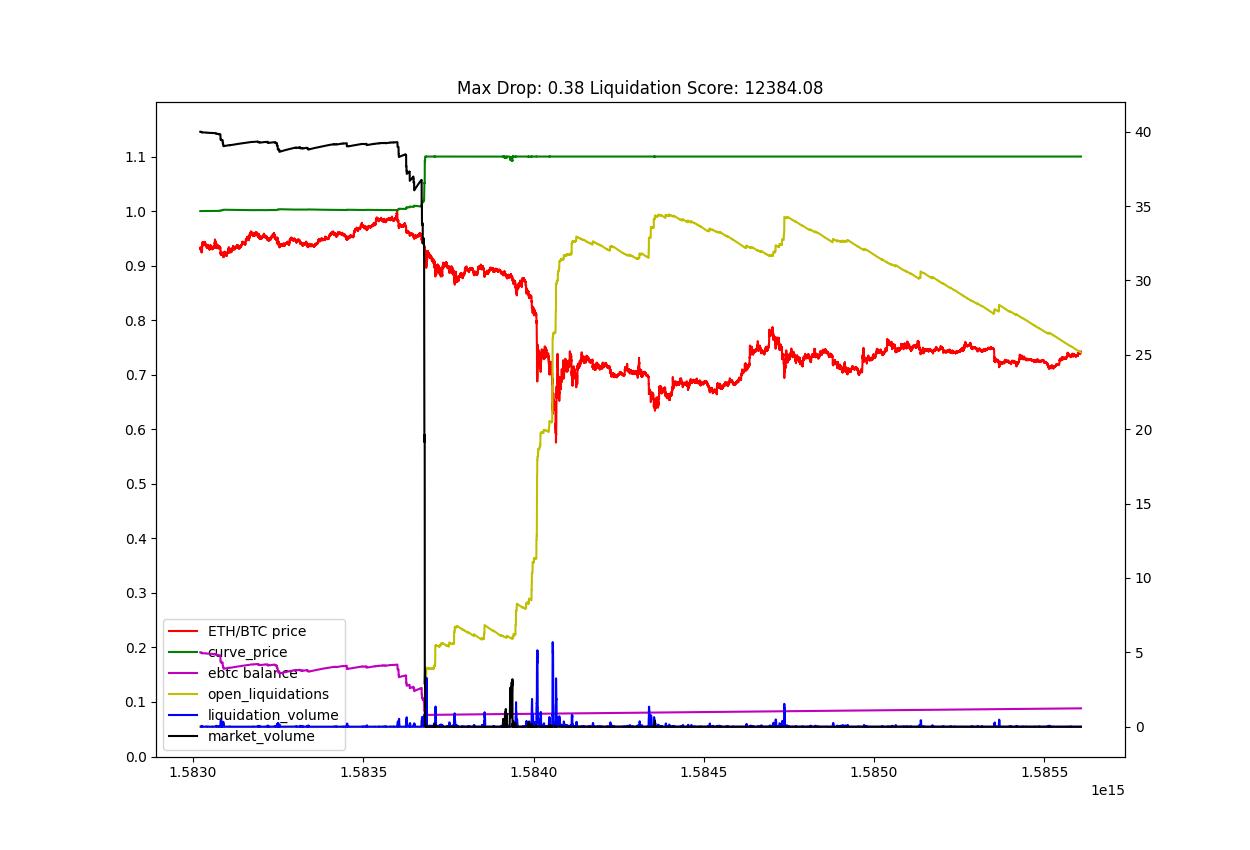 Max Drop: 0.38 Liquidation Score: 12384.08
1.1
1.0
0.9
0.8
0.7
0.6
0.5
0.4
0.3
0.2
0.1
0.0
40
35
30
25
20
15
10
5
0
ETH/BTC price
curve_price
ebtc balance
open_liquidations
liquidation_volume
market_volume
1.5830 1.5835 1.5840 1.5845 1.5850 1.5855
1e15